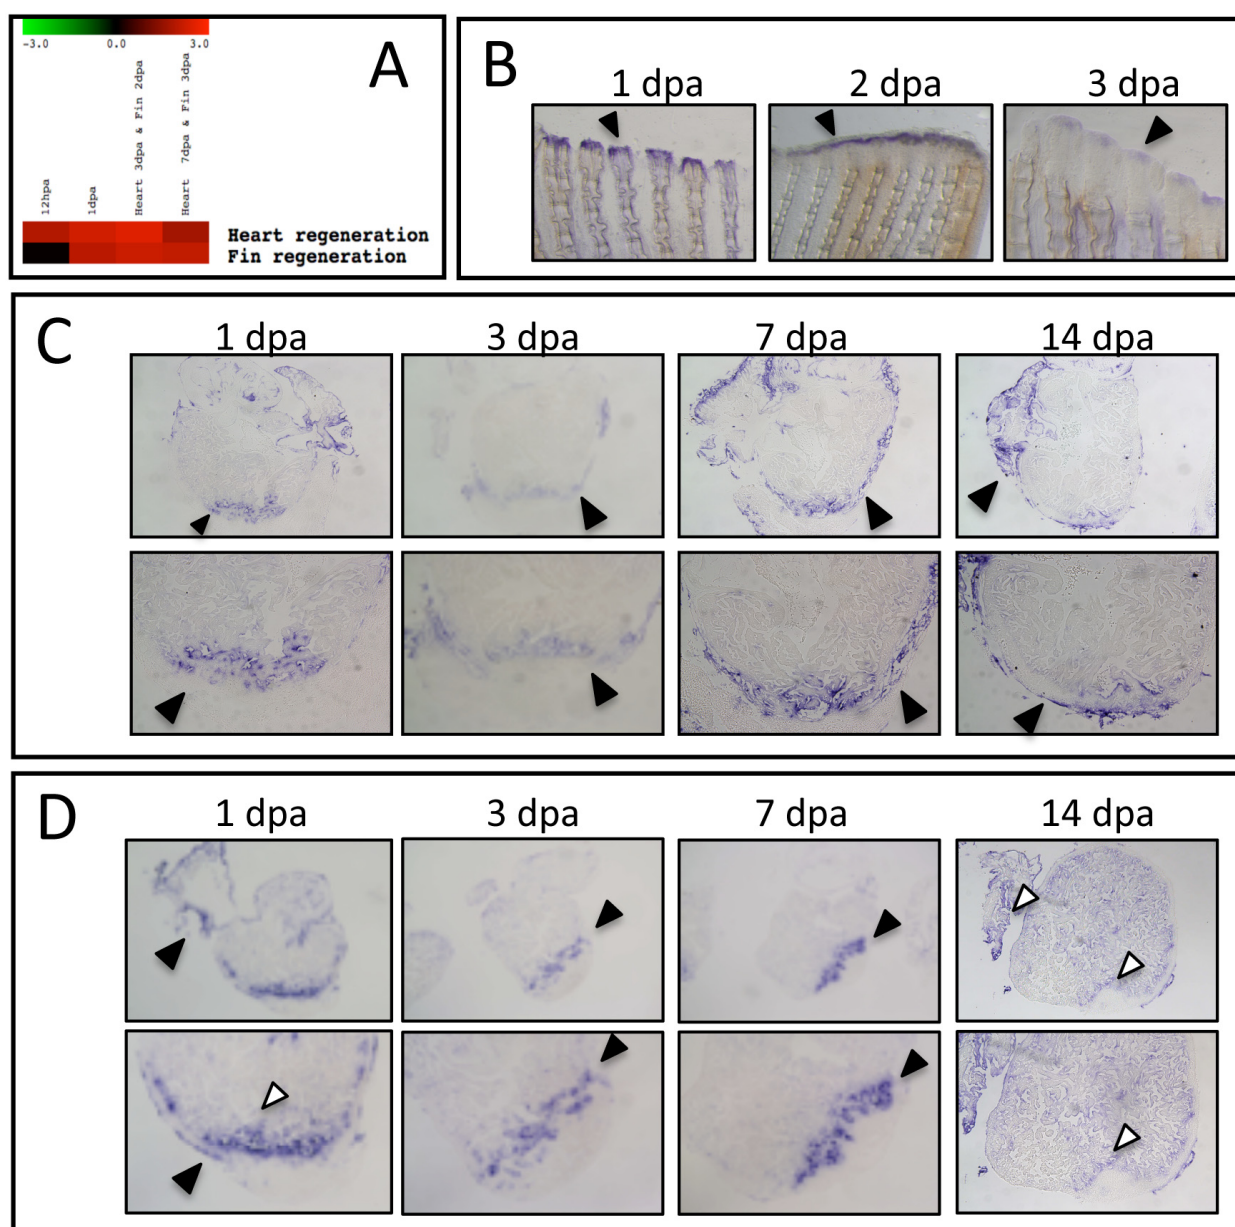 A
-3.0 0.0 3.0
12hpa
1dpa
Heart 3dpa & Fin 2dpa
Heart 7dpa & Fin 3dpa
Heart regeneration
Fin regeneration
B
1 dpa 2 dpa 3 dpa
C
1 dpa 3 dpa 7 dpa 14 dpa
D
1 dpa 3 dpa 7 dpa 14 dpa